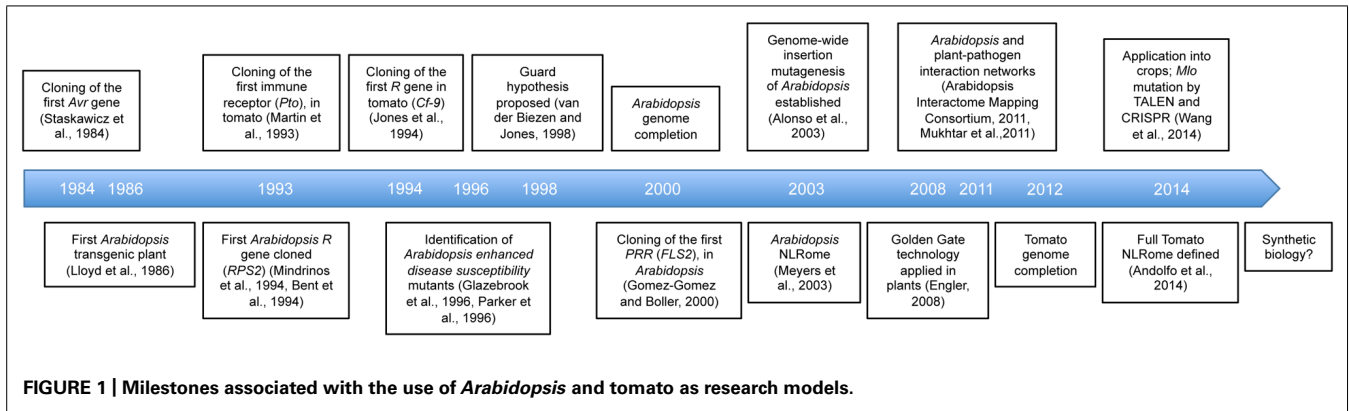 Cloning of the
first Avr gene
(Staskawicz et
al., 1984)
Cloning of the
first immune
receptor (Pto), in
tomato (Martin et
al., 1993)
Cloning of the
first R gene in
tomato (Cf-9)
(Jones et al.,
1994)
Guard
hypothesis
proposed (van
der Biezen and
Jones, 1998)
Arabidopsis
genome
completion
Genome-wide
insertion
mutagenesis
of Arabidopsis
established
(Alonso et al.,
2003)
Arabidopsis and
plant-pathogen
interaction networks
(Arabidopsis
Interactome Mapping
Consortium, 2011,
Mukhtar et al.,2011)
Application into
crops; Mlo
mutation by
TALEN and
CRISPR (Wang
et al., 2014)
1984 1986 1993 1994 1996 1998 2000 2003 2008 2011 2012 2014
First Arabidopsis
transgenic plant
(Lloyd et al., 1986)
First Arabidopsis R
gene cloned
(RPS2) (Mindrinos
et al., 1994, Bent et
al., 1994)
Identification of
Arabidopsis enhanced
disease susceptibility
mutants (Glazebrook
et al., 1996, Parker et
al., 1996)
Cloning of the first
PRR (FLS2), in
Arabidopsis
(Gomez-Gomez
and Boller, 2000)
Arabidopsis
NLRome
(Meyers et
al., 2003)
Golden Gate
technology
applied in
plants (Engler,
2008)
Tomato
genome
completion
Full Tomato
NLRome defined
(Andolfo et al.,
2014)
Synthetic
biology?
FIGURE 1 | Milestones associated with the use of Arabidopsis and tomato as research models.